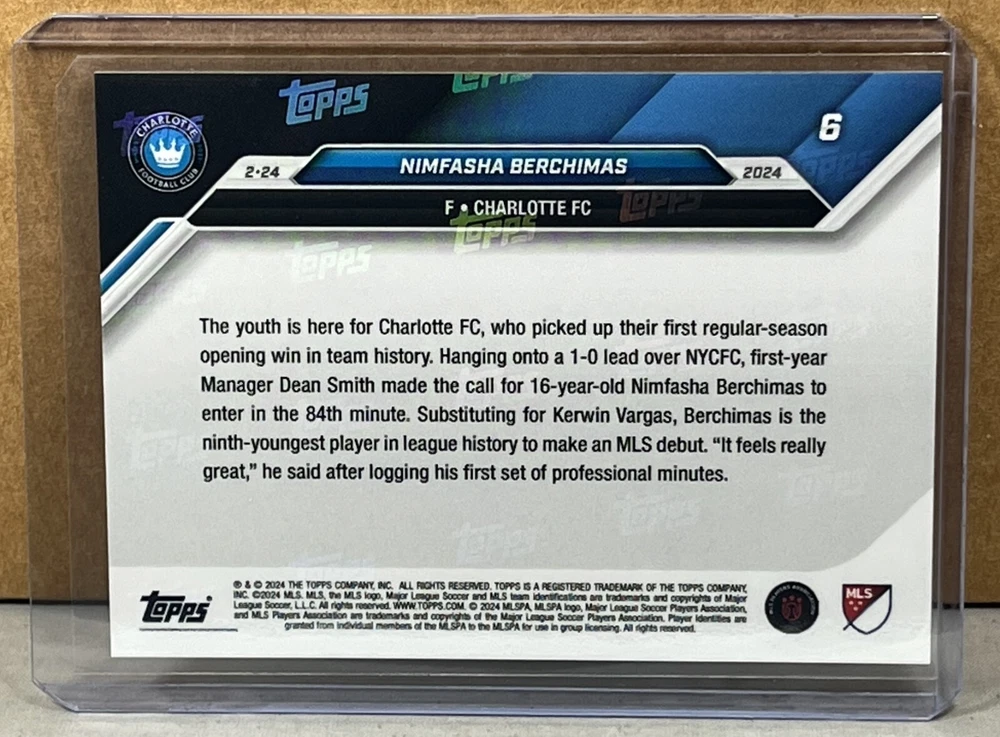 Topps
Topps
6
CHARLOTTE
FOOTBALL CLUB
2•24
NIMFASHA BERCHIMAS
2024
F • CHARLOTTE FC
Topps
Topps
Topps
Topps
The youth is here for Charlotte FC, who picked up their first regular-season
opening win in team history. Hanging onto a 1-0 lead over NYCFC, first-year
Manager Dean Smith made the call for 16-year-old Nimfasha Berchimas to
enter in the 84th minute. Substituting for Kerwin Vargas, Berchimas is the
ninth-youngest player in league history to make an MLS debut. “It feels really
great,” he said after logging his first set of professional minutes.
Topps
Topps
Topps
Topps
Topps
® & © 2024 THE TOPPS COMPANY, INC. ALL RIGHTS RESERVED. TOPPS IS A REGISTERED TRADEMARK OF THE TOPPS COMPANY,
INC. ©2024 MLS. MLS, the MLS logo, Major League Soccer and MLS team identifications are trademarks and copyrights of Major
League Soccer, L.L.C. All rights reserved. WWW.TOPPS.COM. © 2024 MLSPA, MLSPA logo, Major League Soccer Players Association,
and MLS Players Association are trademarks and copyrights of the Major League Soccer Players Association. Player Identities are
granted from individual members of the MLSPA to the MLSPA for use in group licensing. All rights reserved.
MLS